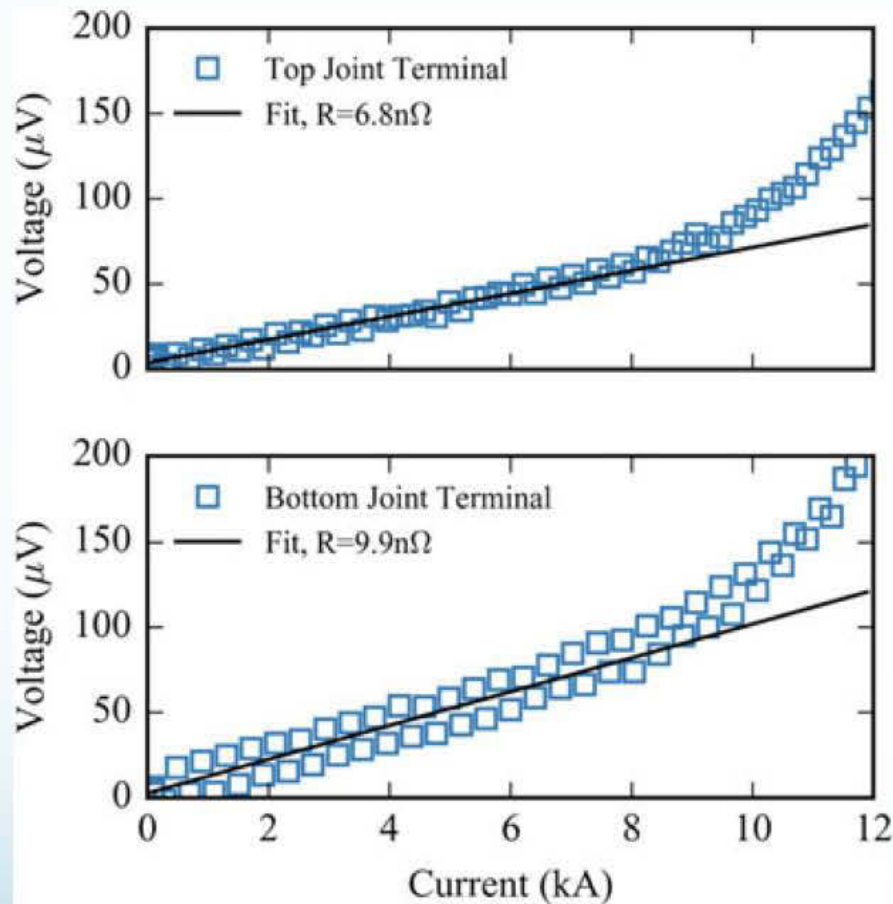 200
150
100
50
0
Voltage (μV)
Top Joint Terminal
Fit, R=6.8nΩ
200
150
100
50
0
Voltage (μV)
Bottom Joint Terminal
Fit, R=9.9nΩ
0 2 4 6 8 10 12
Current (kA)